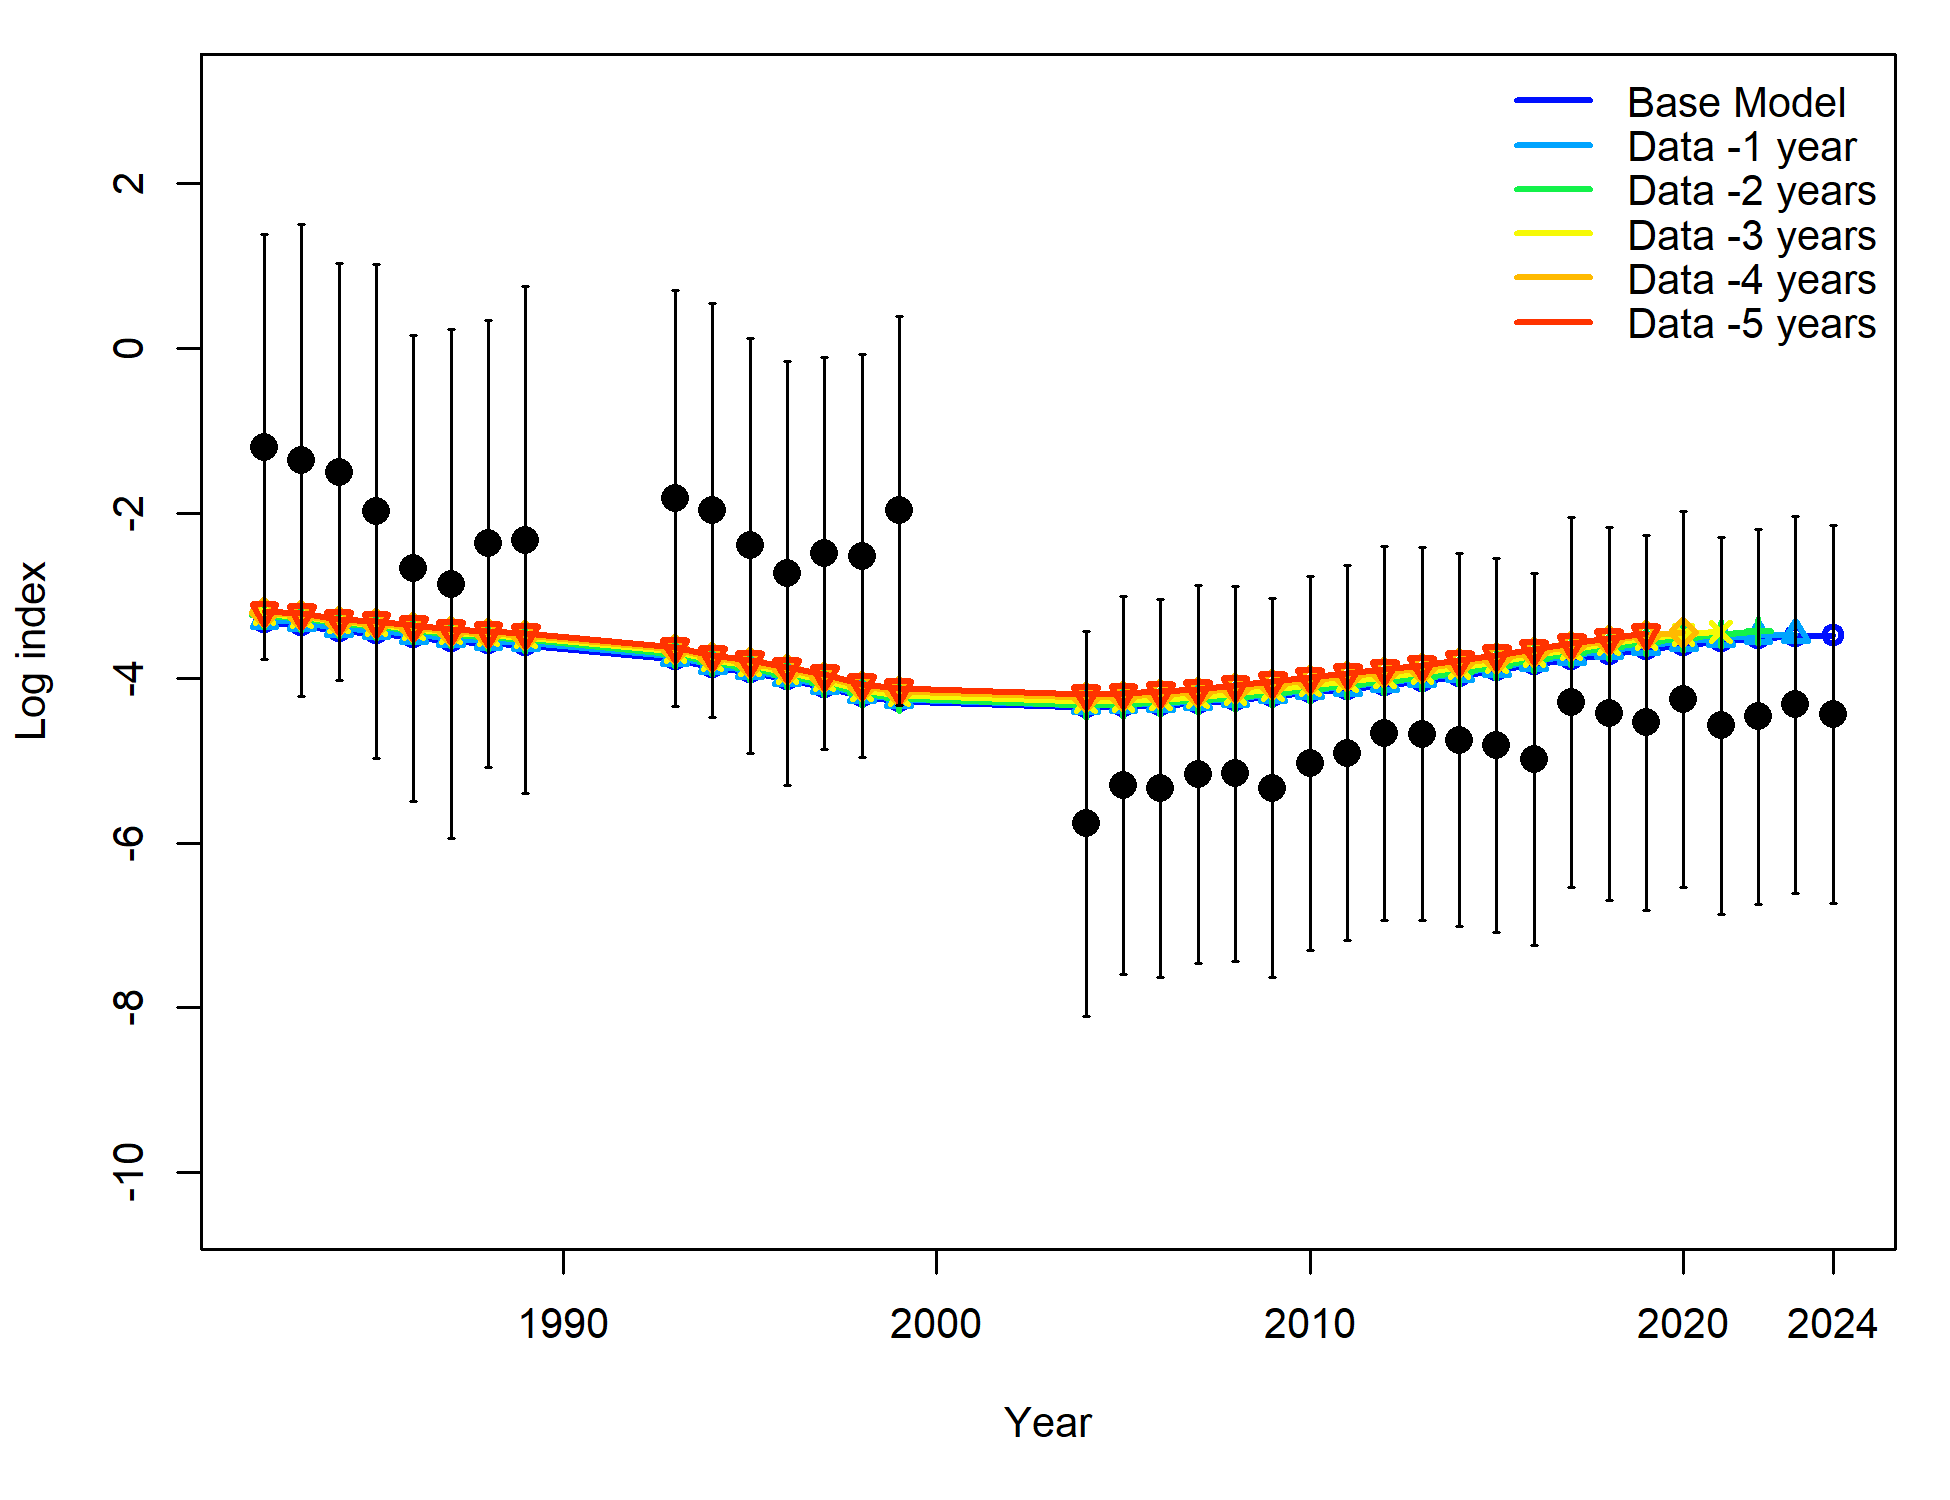 Base Model
Data -1 year
Data -2 years
Data -3 years
Data -4 years
Data -5 years
2
0
-2
-4
-6
-8
-10
Log index
1990 2000 2010 2020 2024
Year